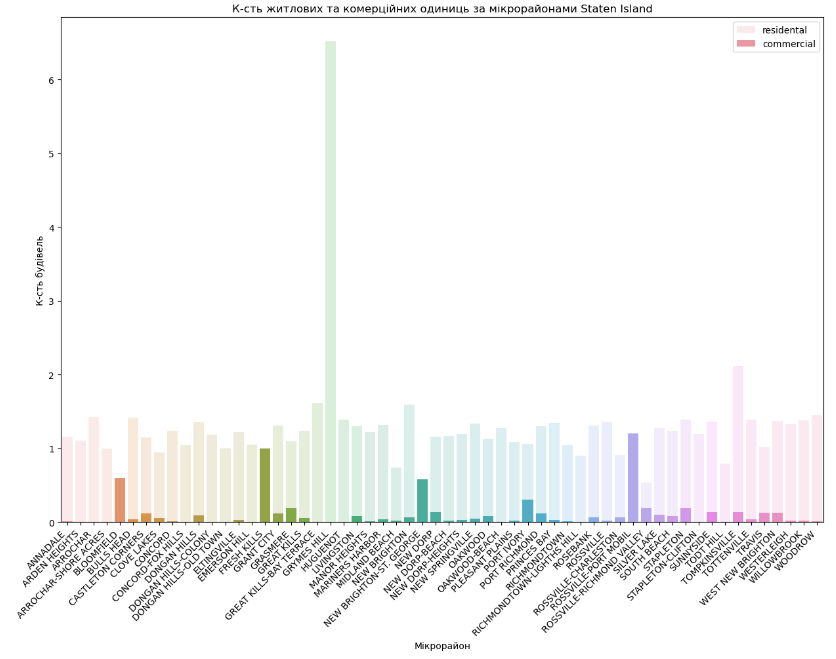 К-сть житлових та комерційних одиниць за мікрорайонами Staten Island
residental
commercial
6
5
4
3
2
1
0
К-сть будівель
ANNADALE
ARDEN HEIGHTS
ARROCHAR
ARROCHAR-SHORE ACRES
BLOOMFIELD
BULLS HEAD
CASTLETON CORNERS
CLOVE LAKES
CONCORD
CONCORD-FOX HILLS
DONGAN HILLS
DONGAN HILLS-COLONY
DONGAN HILLS-OLDTOWN
ELTINGVILLE
EMERSON HILL
FRESH KILLS
GRANT CITY
GRASMERE
GREAT KILLS
GREAT KILLS-BAY TERRACE
GRYMES HILL
HUGUENOT
LIVINGSTON
MANOR HEIGHTS
MARINERS HARBOR
MIDLAND BEACH
NEW BRIGHTON
NEW BRIGHTON-ST. GEORGE
NEW DORP
NEW DORP-BEACH
NEW DORP-HEIGHTS
NEW SPRINGVILLE
OAKWOOD
OAKWOOD-BEACH
PLEASANT PLAINS
PORT IVORY
PORT RICHMOND
PRINCES BAY
RICHMONDTOWN
RICHMONDTOWN-LIGHTHS HILL
ROSEBANK
ROSSVILLE
ROSSVILLE-CHARLESTON
ROSSVILLE-PORT MOBIL
ROSSVILLE-RICHMOND VALLEY
SILVER LAKE
SOUTH BEACH
STAPLETON
STAPLETON-CLIFTON
SUNNYSIDE
TODT HILL
TOMPKINSVILLE
TOTTENVILLE
TRAVIS
WEST NEW BRIGHTON
WESTERLEIGH
WILLOWBROOK
WOODROW
Мікрорайон